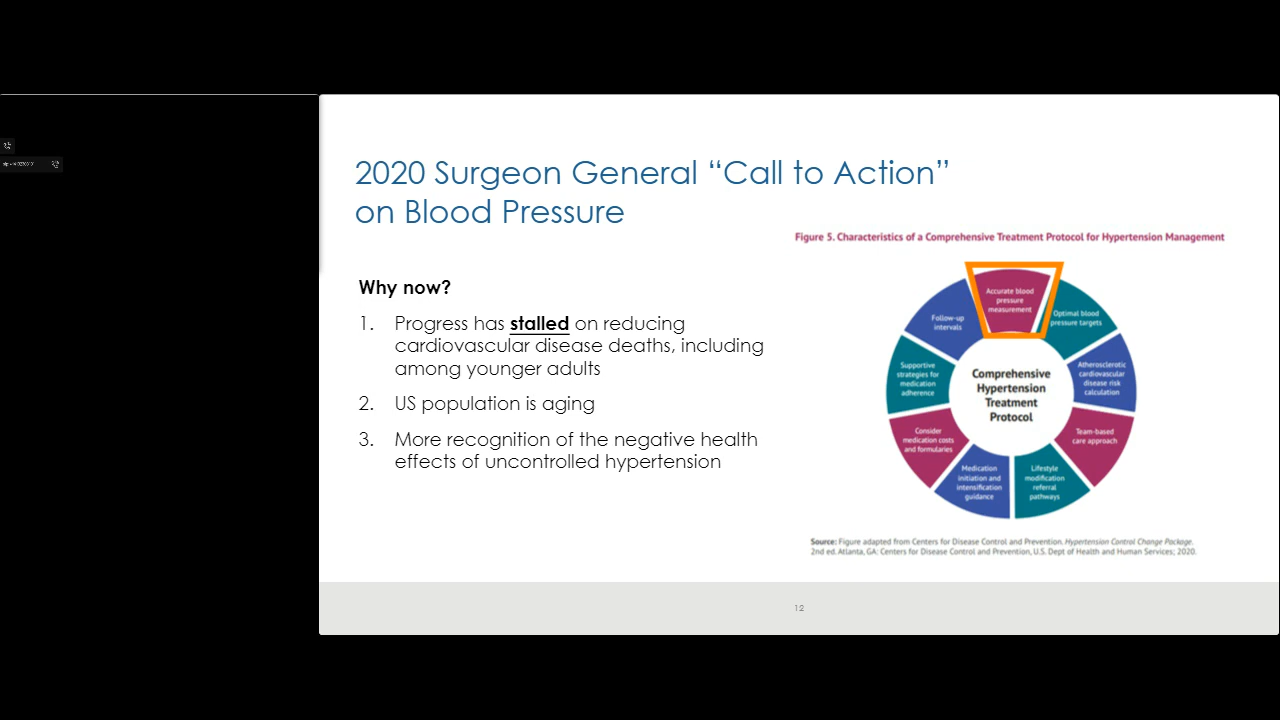 2020 Surgeon General “Call to Action”
on Blood Pressure
Why now?
1. Progress has stalled on reducing
cardiovascular disease deaths, including
among younger adults
2. US population is aging
3. More recognition of the negative health
effects of uncontrolled hypertension
Figure 5. Characteristics of a Comprehensive Treatment Protocol for Hypertension Management
Accurate blood
pressure
measurement
Optimal blood
pressure targets
Atherosclerotic
cardiovascular
disease risk
calculation
Team-based
care approach
Lifestyle
modification
referral
pathways
Medication
initiation and
intensification
guidance
Consider
medication costs
and formularies
Supportive
strategies for
medication
adherence
Follow-up
intervals
Comprehensive
Hypertension
Treatment
Protocol
Source: Figure adapted from Centers for Disease Control and Prevention. Hypertension Control Change Package.
2nd ed. Atlanta, GA: Centers for Disease Control and Prevention, U.S. Dept of Health and Human Services; 2020.
12